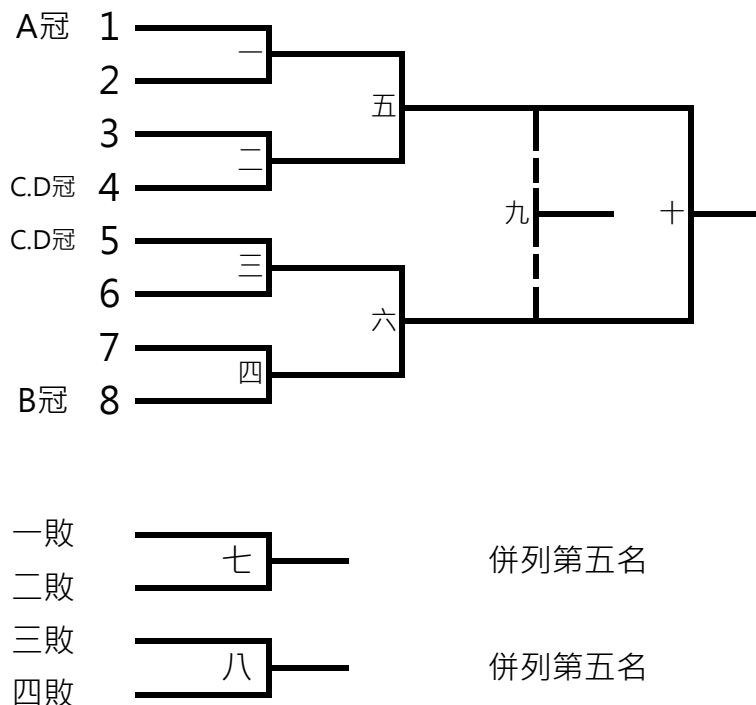 A冠 1
一
2
五
3
二
C.D冠 4
九
十
C.D冠 5
三
6
六
7
四
B冠 8
一敗
七 併列第五名
二敗
三敗
八 併列第五名
四敗